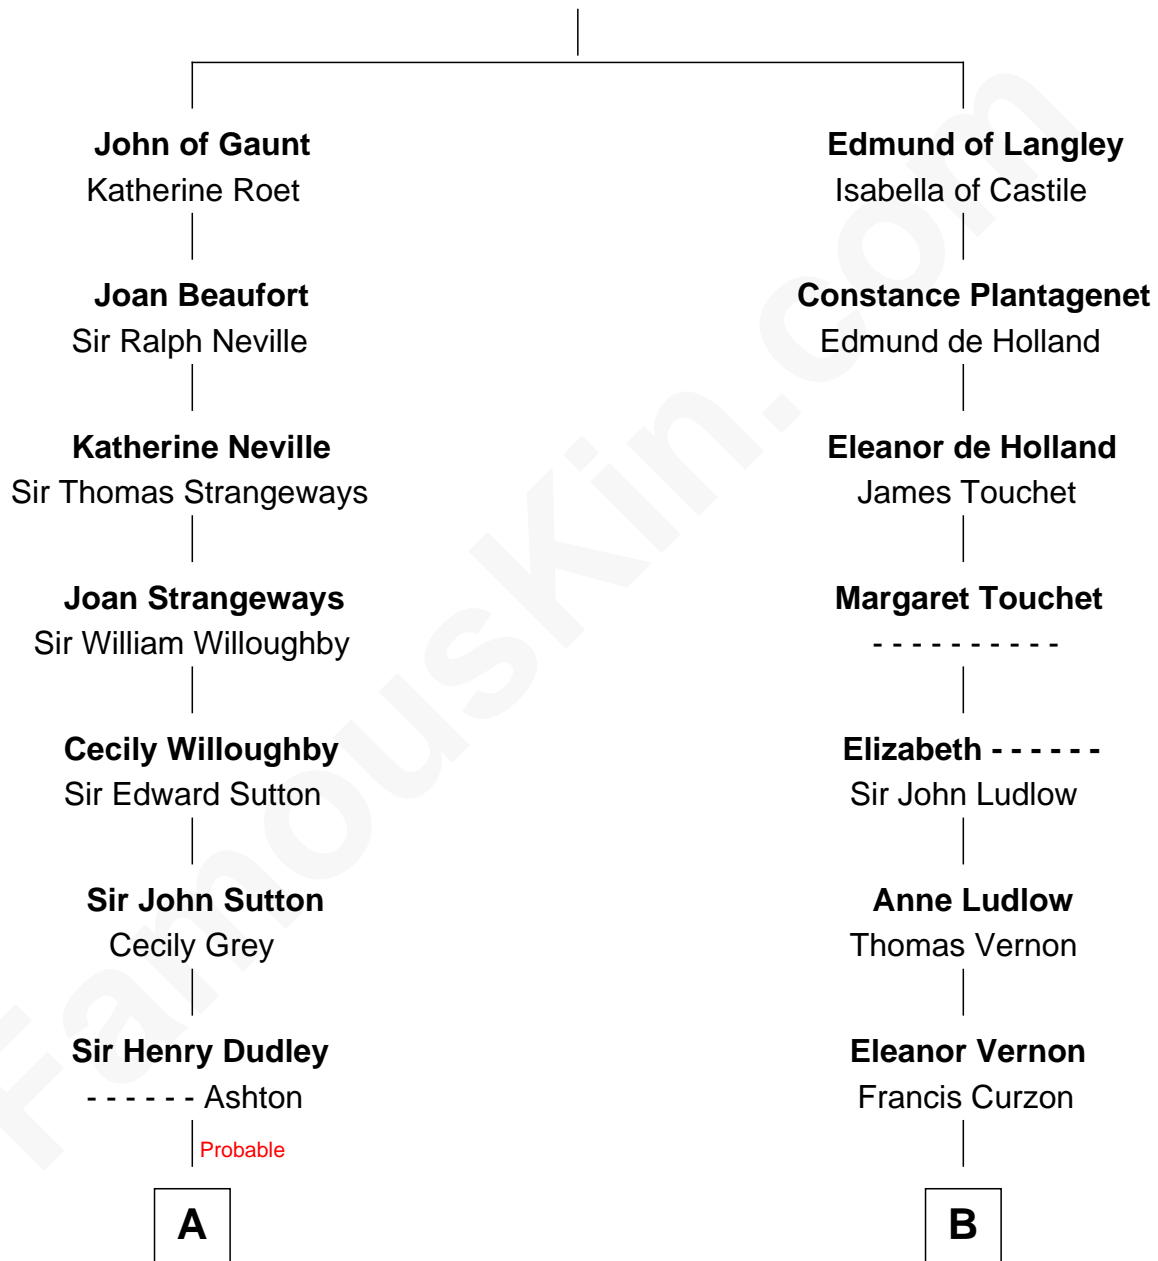 John of Gaunt
Katherine Roet
Edmund of Langley
Isabella of Castile
Joan Beaufort
Sir Ralph Neville
Constance Plantagenet
Edmund de Holland
Katherine Neville
Sir Thomas Strangeways
Eleanor de Holland
James Touchet
Joan Strangeways
Sir William Willoughby
Margaret Touchet
- - - - - - - - - -
Cecily Willoughby
Sir Edward Sutton
Elizabeth - - - - - -
Sir John Ludlow
Sir John Sutton
Cecily Grey
Anne Ludlow
Thomas Vernon
Sir Henry Dudley
- - - - - - Ashton
Eleanor Vernon
Francis Curzon
Probable
A
B
FamousKin.com